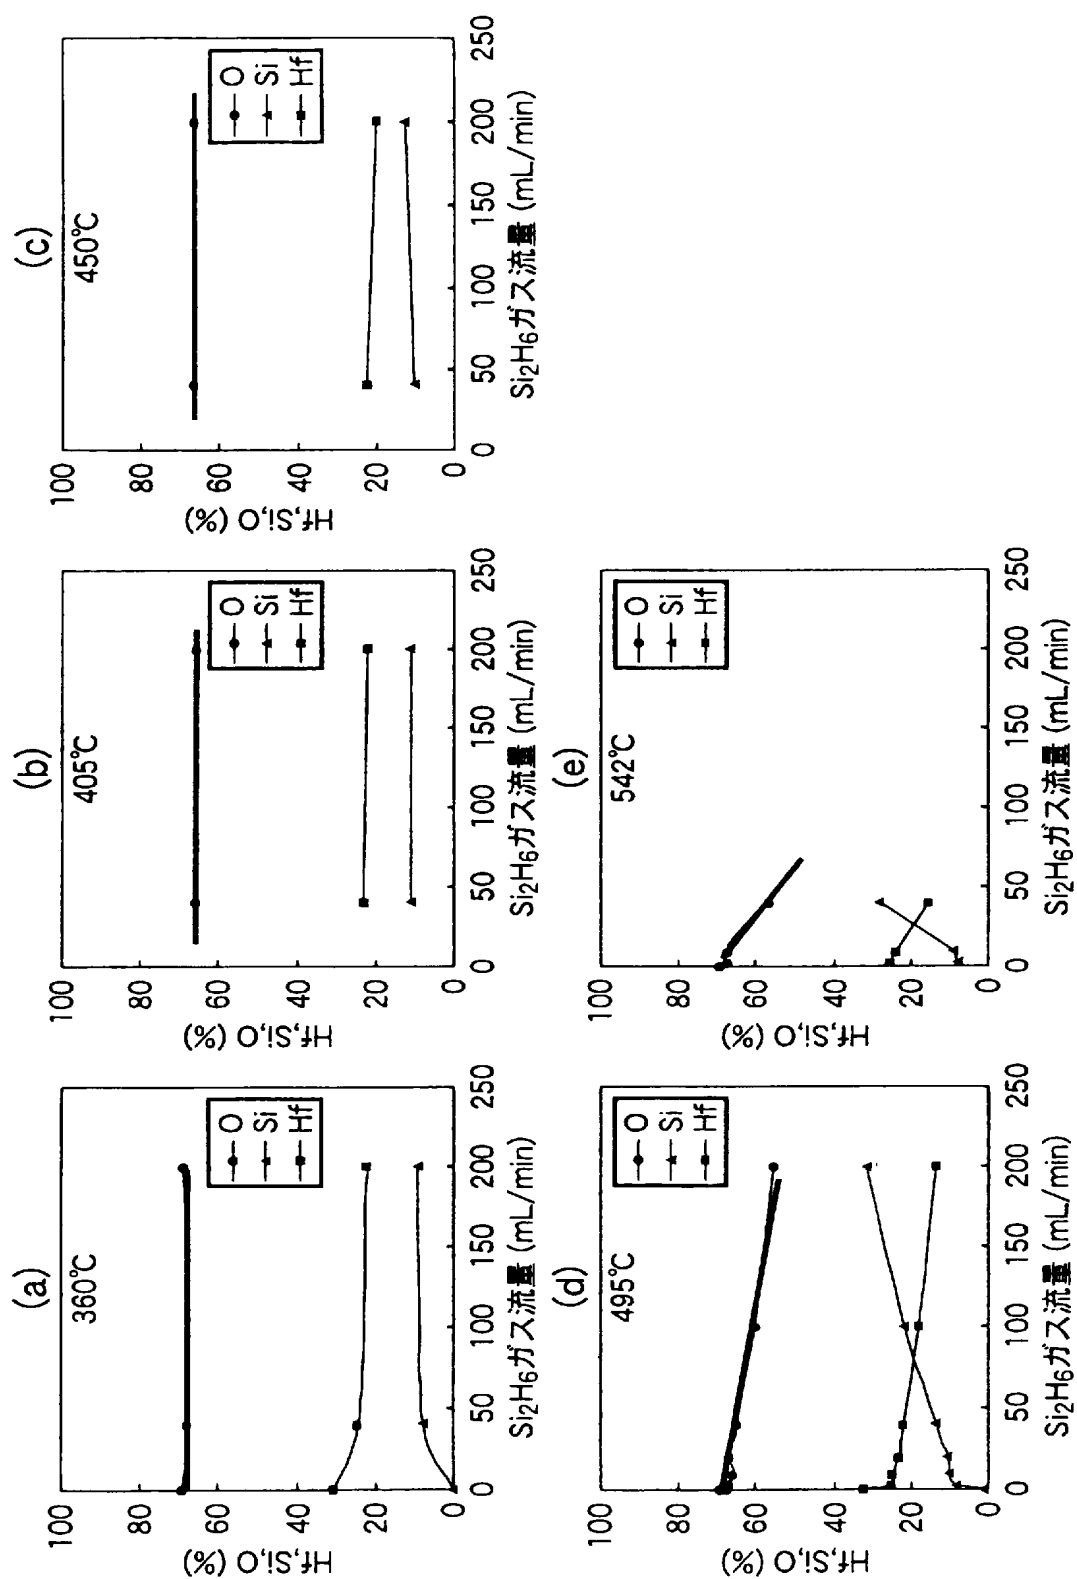 (a)
360℃
Hf,Si,O (%)
100
80
60
40
20
0
O
Si
Hf
0 50 100 150 200 250
Si₂H₆ガス流量 (mL/min)
(b)
405℃
Hf,Si,O (%)
100
80
60
40
20
0
O
Si
Hf
0 50 100 150 200 250
Si₂H₆ガス流量 (mL/min)
(c)
450℃
Hf,Si,O (%)
100
80
60
40
20
0
O
Si
Hf
0 50 100 150 200 250
Si₂H₆ガス流量 (mL/min)
(d)
495℃
Hf,Si,O (%)
100
80
60
40
20
0
O
Si
Hf
0 50 100 150 200 250
Si₂H₆ガス流量 (mL/min)
(e)
542℃
Hf,Si,O (%)
100
80
60
40
20
0
O
Si
Hf
0 50 100 150 200 250
Si₂H₆ガス流量 (mL/min)